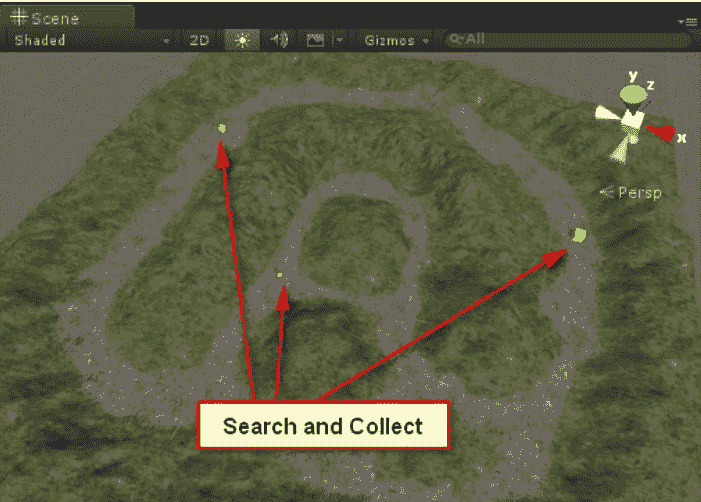 Scene
Shaded 2D Gizmos All
y
z
x
Persp
Search and Collect